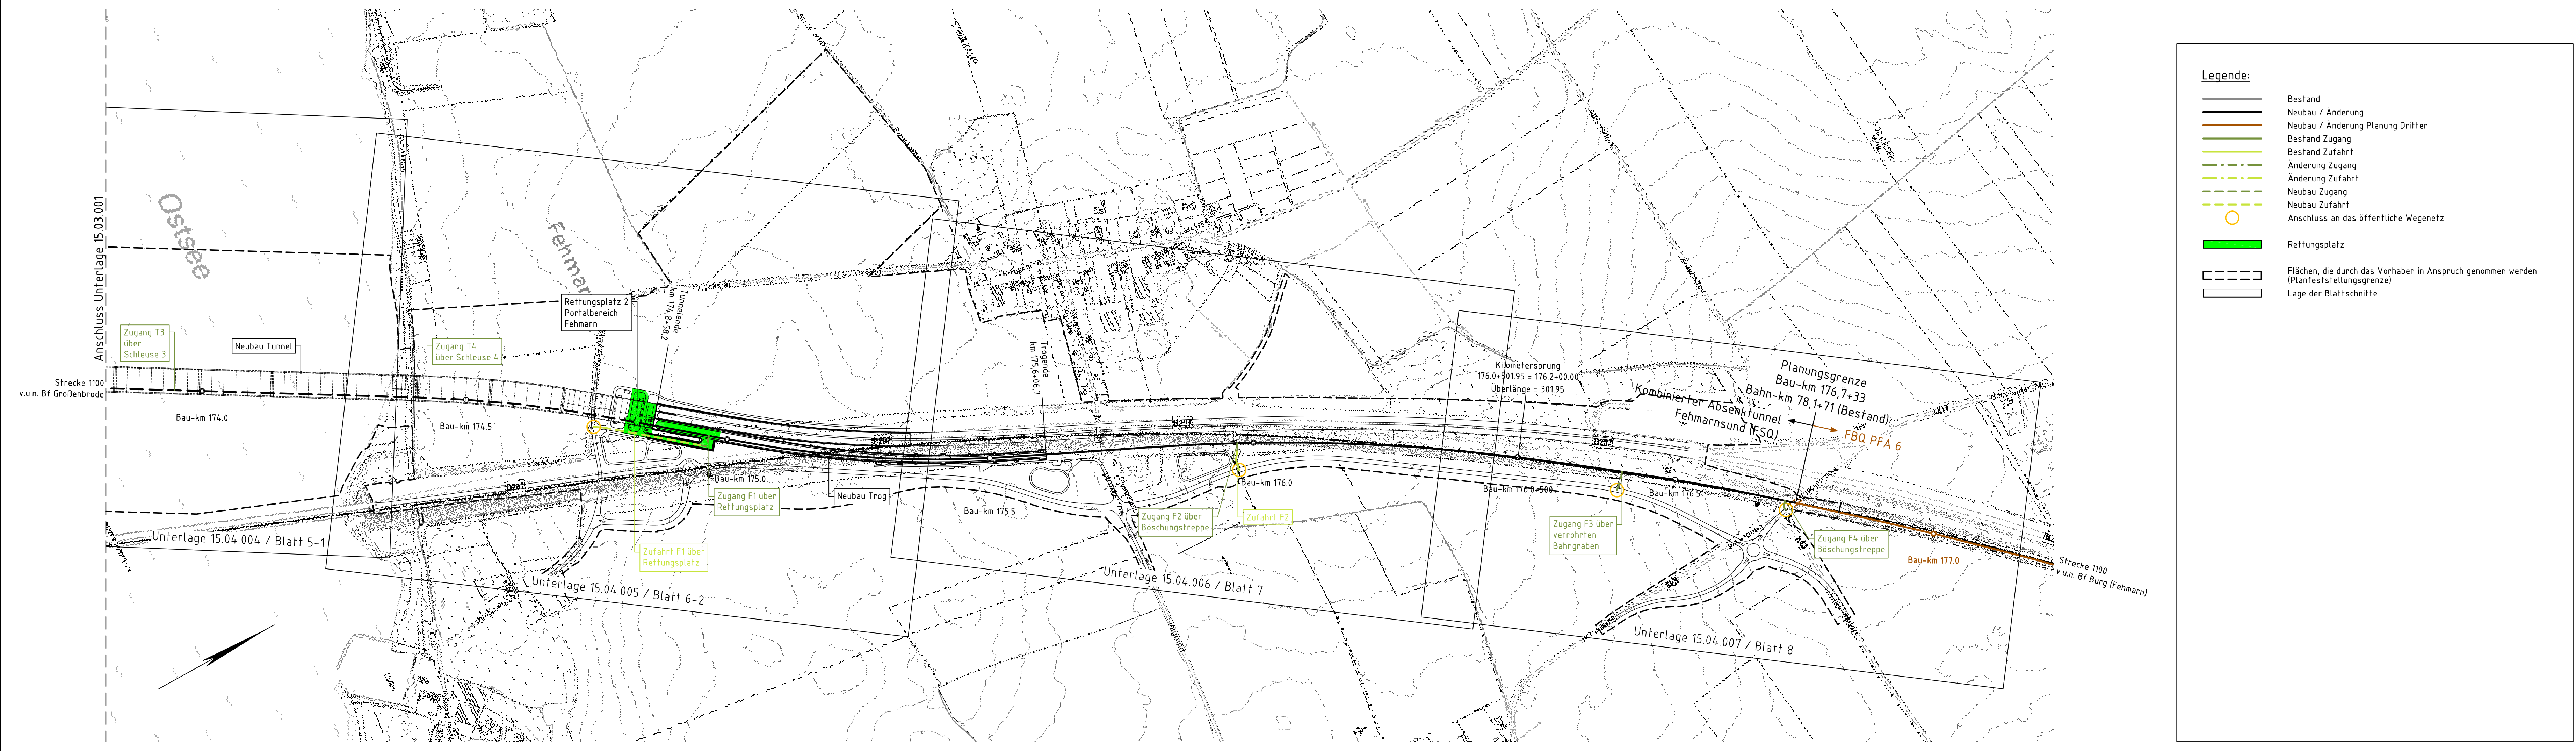 Anschluss Unterlage 15.03.001
Ostsee
Fehmarn
Zugang T3
über
Schleuse 3
Neubau Tunnel
Zugang T4
über Schleuse 4
Strecke 1100
v.u.n. Bf Großenbrode
Bau-km 174.0
Bau-km 174.5
Rettungsplatz 2
Portalbereich
Fehmarn
Tunnelende
km 174,8+58,2
Trogende
km 175,6+06,7
B207
B207
B207
B207
Bau-km 175.0
Zugang F1 über
Rettungsplatz
Zufahrt F1 über
Rettungsplatz
Neubau Trog
Bau-km 175.5
Zugang F2 über
Böschungstreppe
Zufahrt F2
Bau-km 176.0
Kilometersprung
176.0+501.95 = 176.2+00.00
Überlänge = 301.95
Bau-km 176.0+500
Bau-km 176.5
Zugang F3 über
verrohrten
Bahngraben
Planungsgrenze
Bau-km 176,7+33
Bahn-km 78,1+71 (Bestand)
Kombinierter Absenktunnel
Fehmarnsund (FSQ)
FBQ PFA 6
L217
K43
K43
Zugang F4 über
Böschungstreppe
Bau-km 177.0
Strecke 1100
v.u.n. Bf Burg (Fehmarn)
Unterlage 15.04.004 / Blatt 5-1
Unterlage 15.04.005 / Blatt 6-2
Unterlage 15.04.006 / Blatt 7
Unterlage 15.04.007 / Blatt 8
Legende:
Bestand
Neubau / Änderung
Neubau / Änderung Planung Dritter
Bestand Zugang
Bestand Zufahrt
Änderung Zugang
Änderung Zufahrt
Neubau Zugang
Neubau Zufahrt
Anschluss an das öffentliche Wegenetz
Rettungsplatz
Flächen, die durch das Vorhaben in Anspruch genommen werden
(Planfeststellungsgrenze)
Lage der Blattschnitte